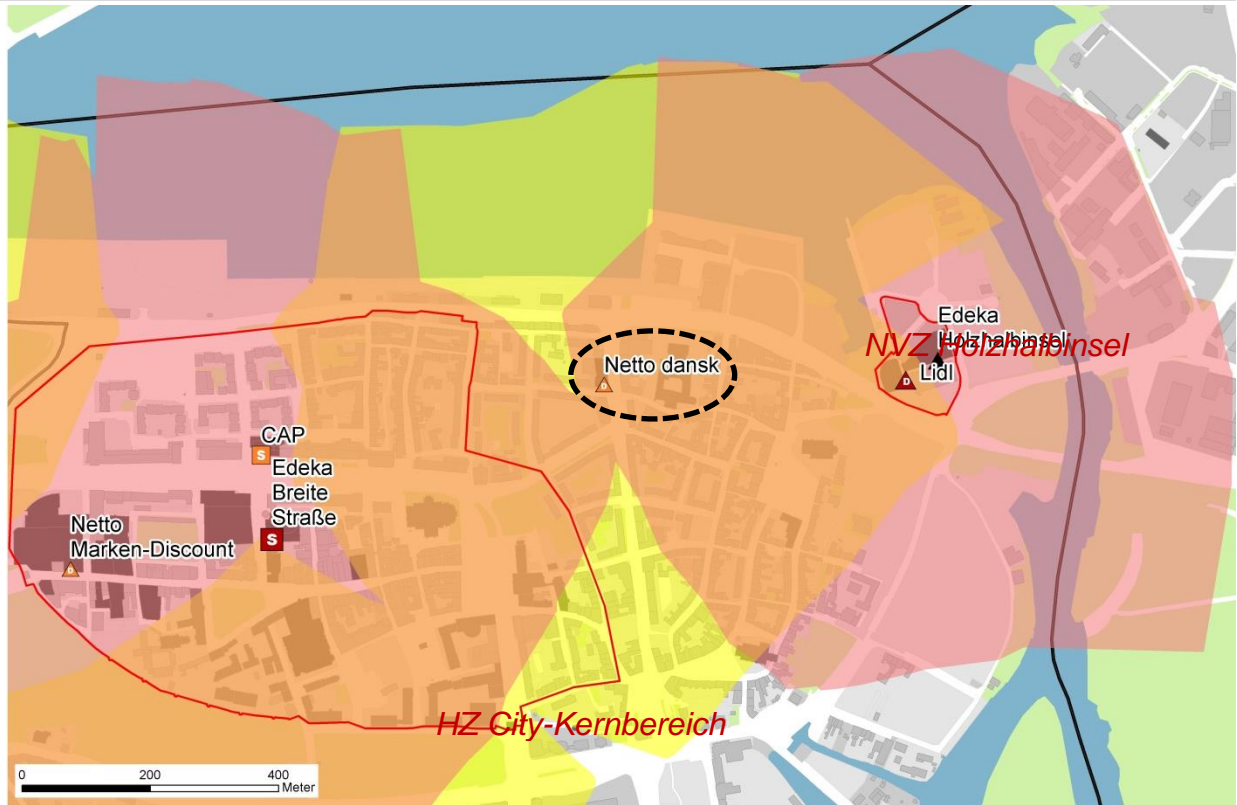 Netto dansk
Edeka
Holzhalbinsel
NVZ Holzhalbinsel
D
Lidl
D
CAP
S
Edeka
Breite
Straße
S
Netto
Marken-Discount
D
HZ City-Kernbereich
0 200 400
Meter